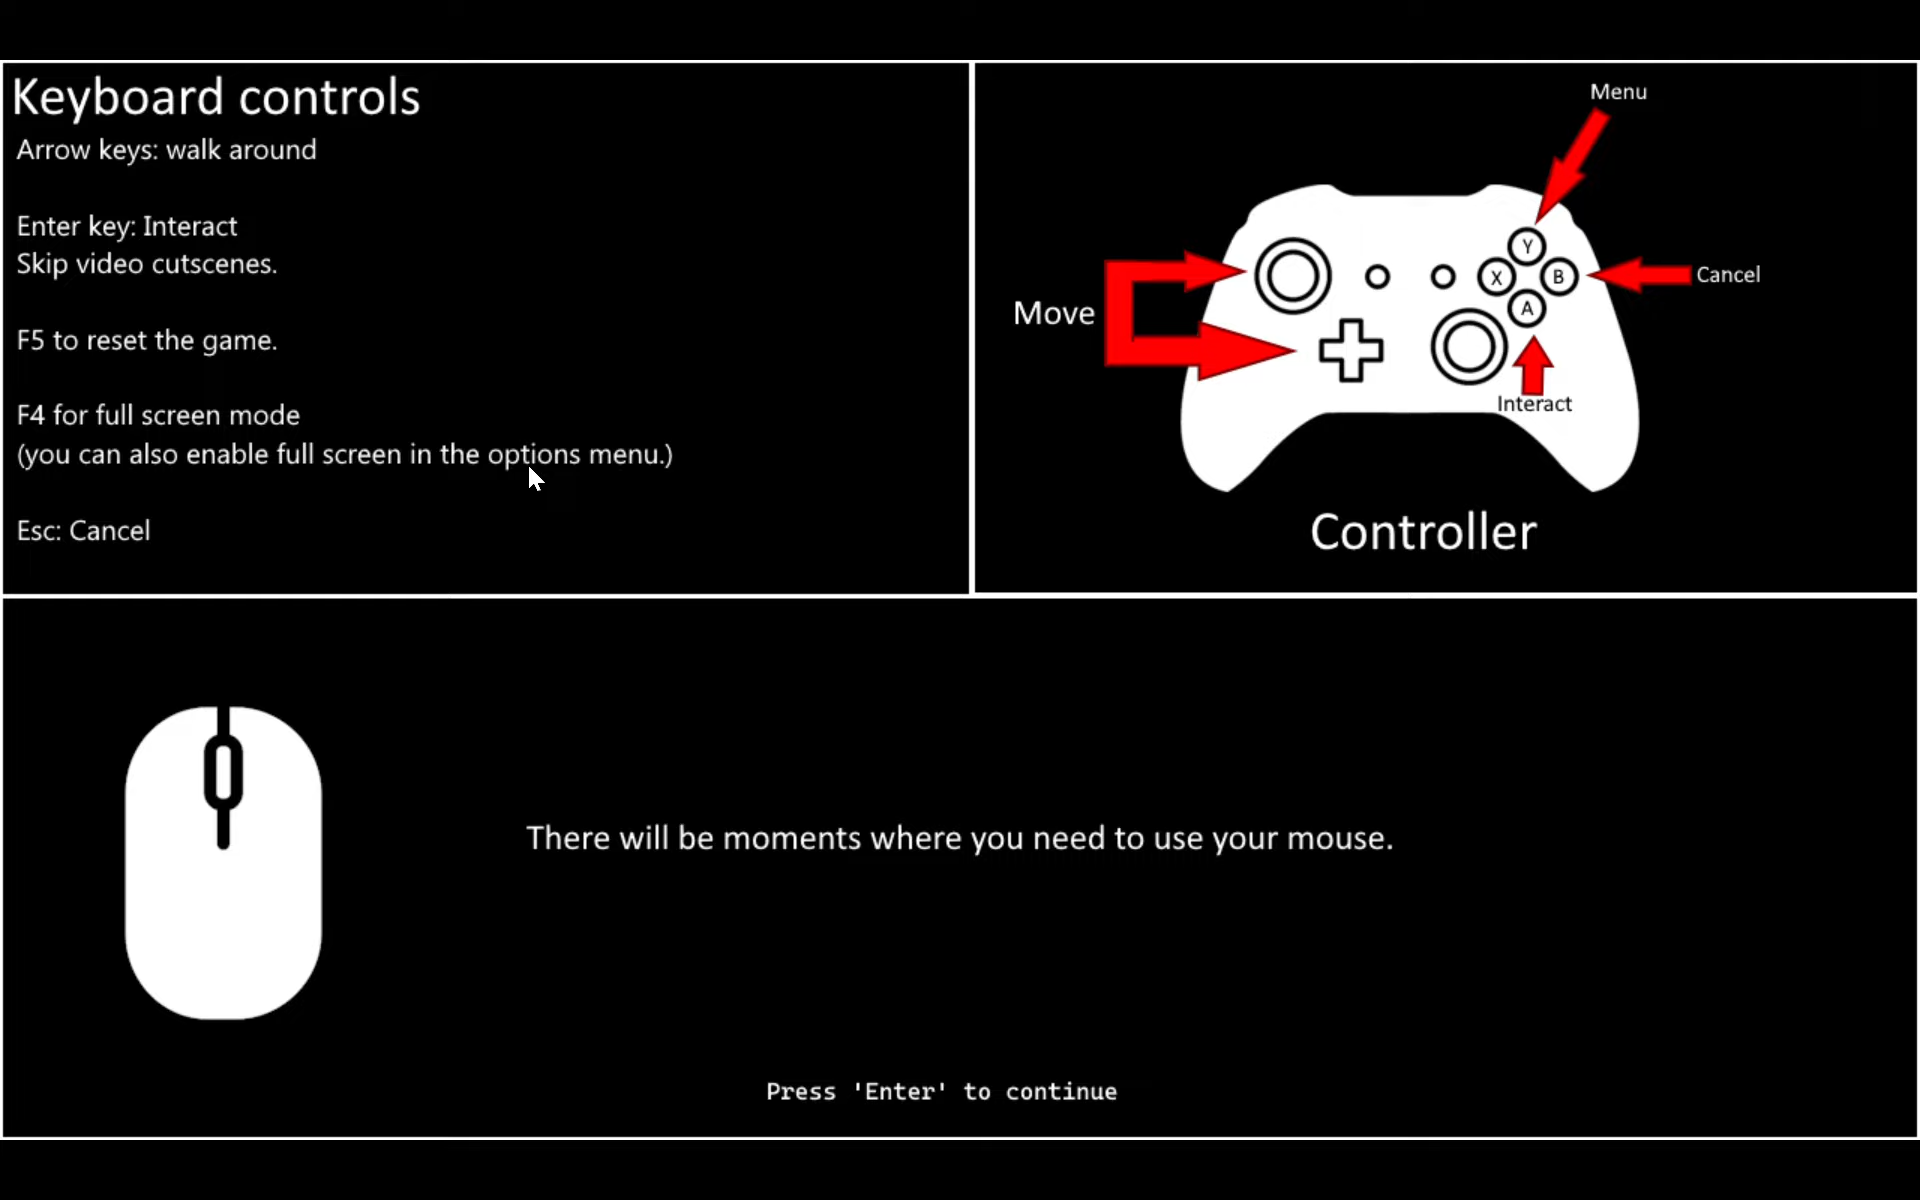 Keyboard controls
Arrow keys: walk around
Enter key: Interact
Skip video cutscenes.
F5 to reset the game.
F4 for full screen mode
(you can also enable full screen in the options menu.)
Esc: Cancel
Menu
Y
X
B
A
Cancel
Move
Interact
Controller
There will be moments where you need to use your mouse.
Press 'Enter' to continue